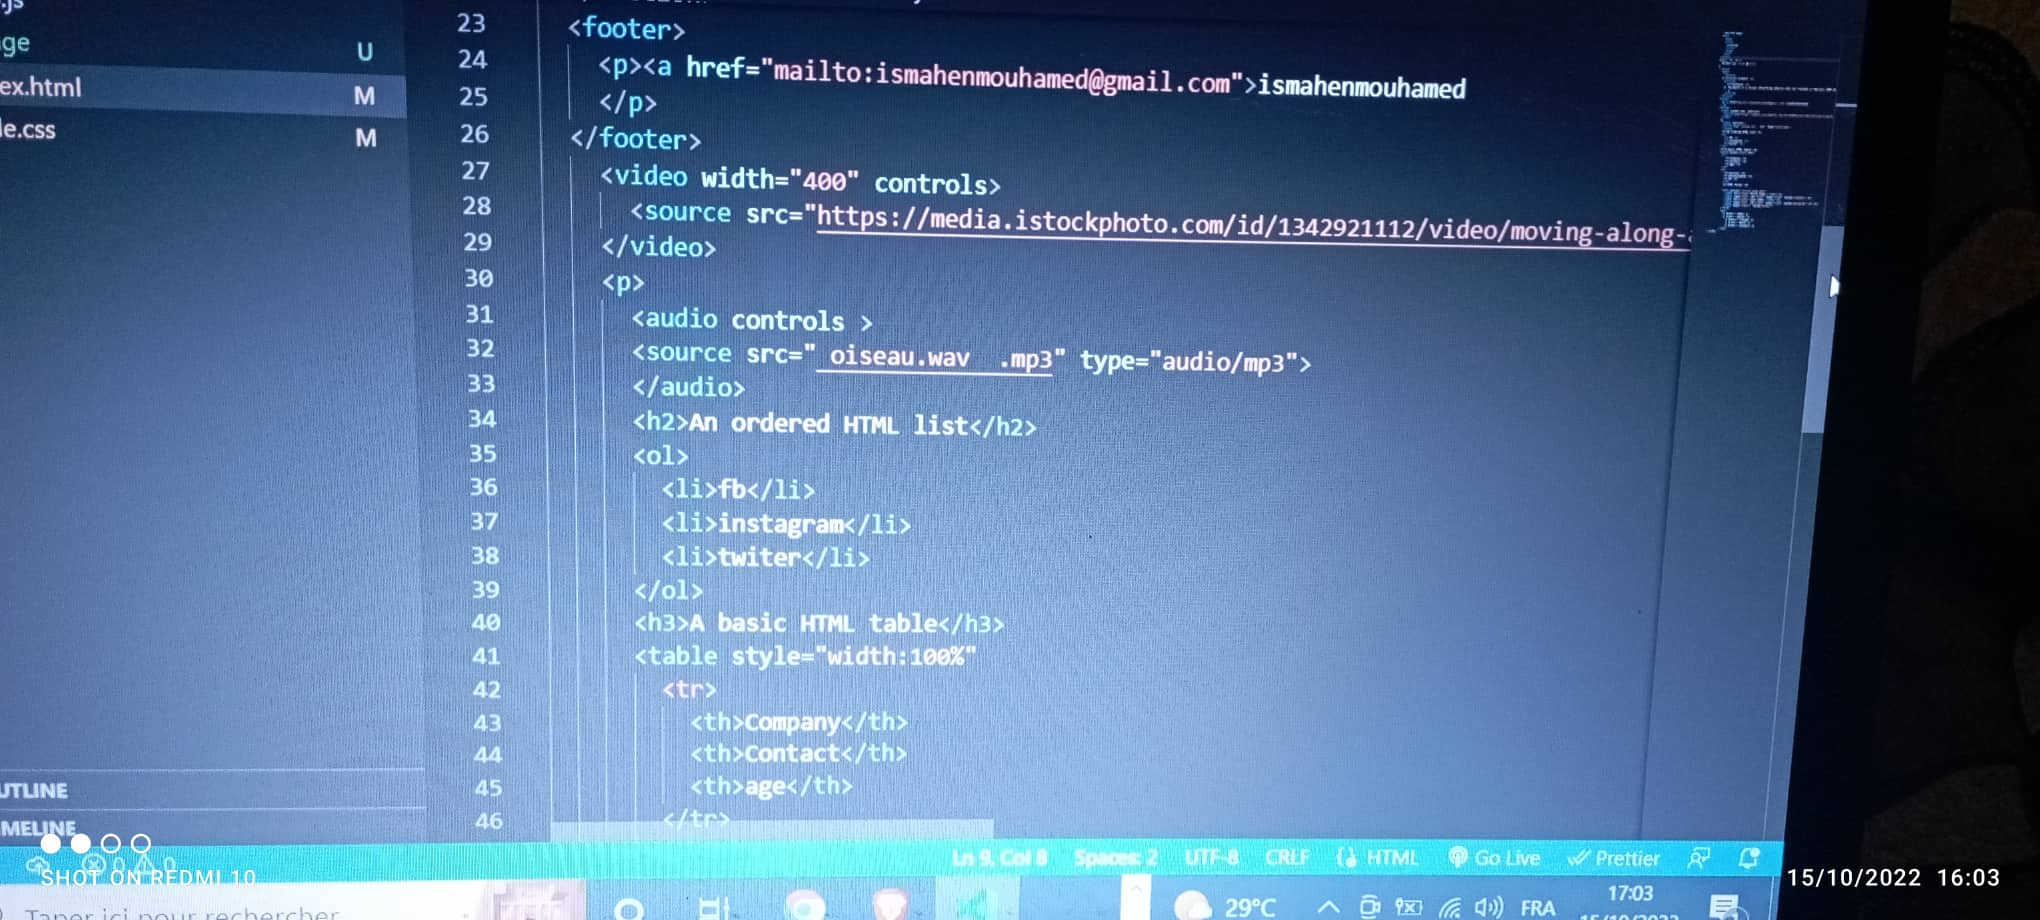 .js
ge U
ex.html M
le.css M
23 <footer>
24 <p><a href="mailto:ismahenmouhamed@gmail.com">ismahenmouhamed
25 </p>
26 </footer>
27 <video width="400" controls>
28 <source src="https://media.istockphoto.com/id/1342921112/video/moving-along-
29 </video>
30 <p>
31 <audio controls >
32 <source src=" oiseau.wav  .mp3" type="audio/mp3">
33 </audio>
34 <h2>An ordered HTML list</h2>
35 <ol>
36 <li>fb</li>
37 <li>instagram</li>
38 <li>twiter</li>
39 </ol>
40 <h3>A basic HTML table</h3>
41 <table style="width:100%"
42 <tr>
43 <th>Company</th>
44 <th>Contact</th>
45 <th>age</th>
46 </tr>
UTLINE
MELINE
0 0 Ln 9, Col 8 Spaces: 2 UTF-8 CRLF HTML Go Live Prettier
SHOT ON REDMI 10
15/10/2022 16:03
Taper ici pour rechercher
29°C FRA 17:03